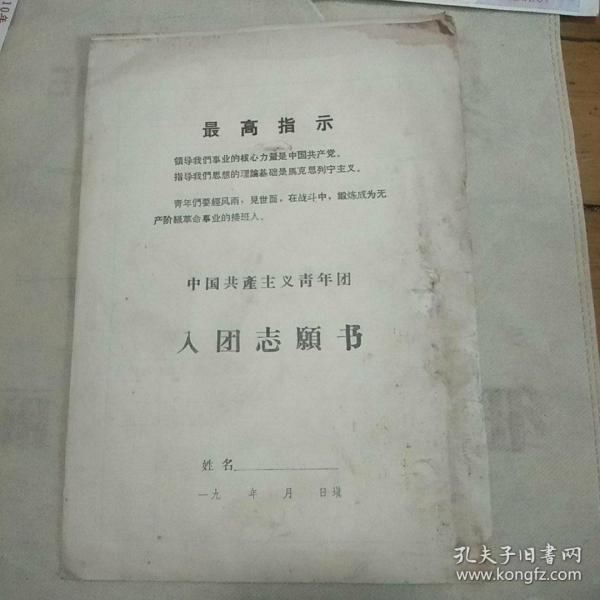 10年
最高指示
領导我們事业的核心力量是中国共产党。
指导我們思想的理論基础是馬克思列宁主义。
青年們要經风雨，見世面，在战斗中，鍛炼成为无
产阶級革命事业的接班人。
中国共產主义青年团
入团志願书
姓名
一九 年 月 日填
孔夫子旧书网
www.kongfz.com